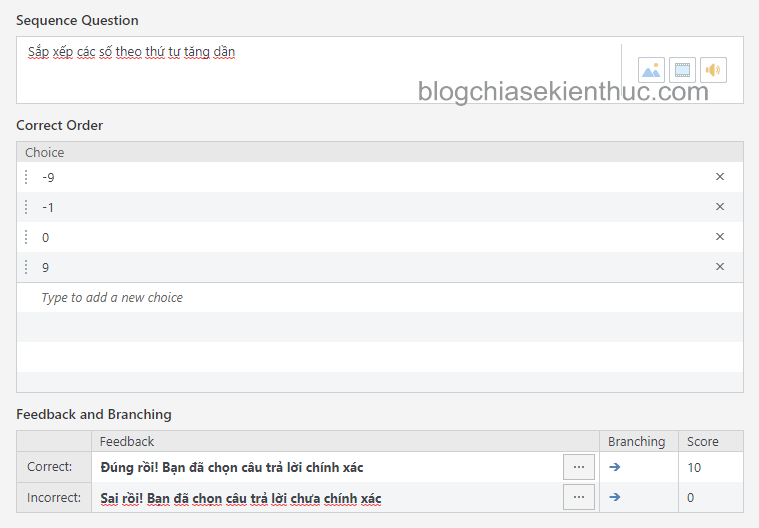 Sequence Question
Sắp xếp các số theo thứ tự tăng dần
blogchiasekienthuc.com
Correct Order
Choice
-9
-1
0
9
Type to add a new choice
Feedback and Branching
Feedback Branching Score
Correct: Đúng rồi! Bạn đã chọn câu trả lời chính xác ... 10
Incorrect: Sai rồi! Bạn đã chọn câu trả lời chưa chính xác ... 0